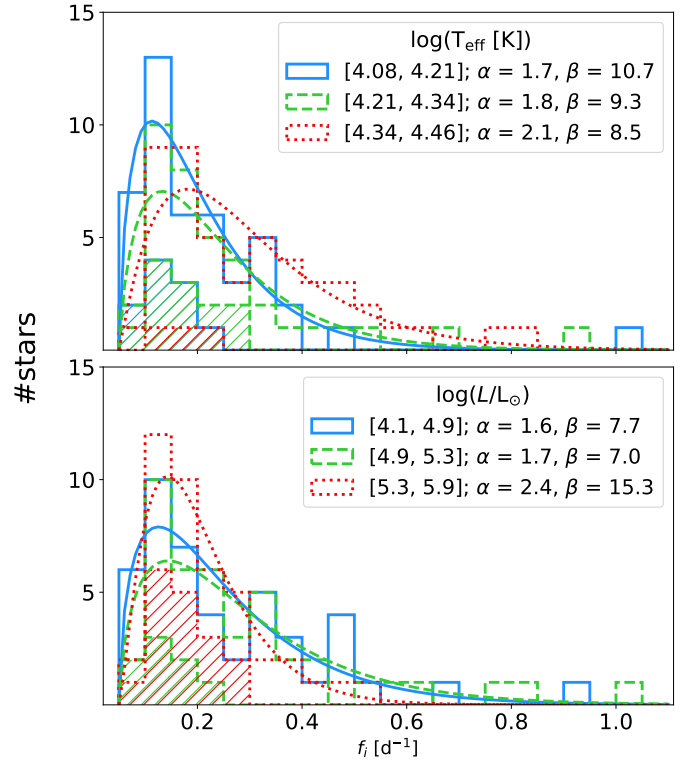 15
10
5
log(T_eff [K])
[4.08, 4.21]; α = 1.7, β = 10.7
[4.21, 4.34]; α = 1.8, β = 9.3
[4.34, 4.46]; α = 2.1, β = 8.5
#stars
15
10
5
log(L/L_⊙)
[4.1, 4.9]; α = 1.6, β = 7.7
[4.9, 5.3]; α = 1.7, β = 7.0
[5.3, 5.9]; α = 2.4, β = 15.3
0.2 0.4 0.6 0.8 1.0
f_i [d⁻¹]